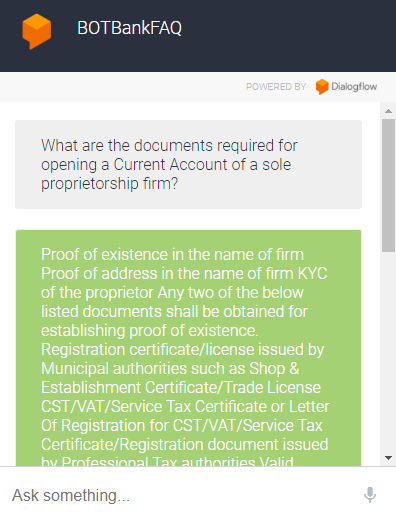 BOTBankFAQ
POWERED BY Dialogflow
What are the documents required for
opening a Current Account of a sole
proprietorship firm?
Proof of existence in the name of firm
Proof of address in the name of firm KYC
of the proprietor Any two of the below
listed documents shall be obtained for
establishing proof of existence.
Registration certificate/license issued by
Municipal authorities such as Shop &
Establishment Certificate/Trade License
CST/VAT/Service Tax Certificate or Letter
Of Registration for CST/VAT/Service Tax
Certificate/Registration document issued
by Professional Tax authorities Valid
Ask something...